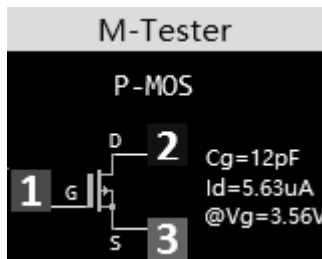 M-Tester
P-MOS
D 2
Cg=12pF
1 G
Id=5.63uA
@Vg=3.56V
S 3